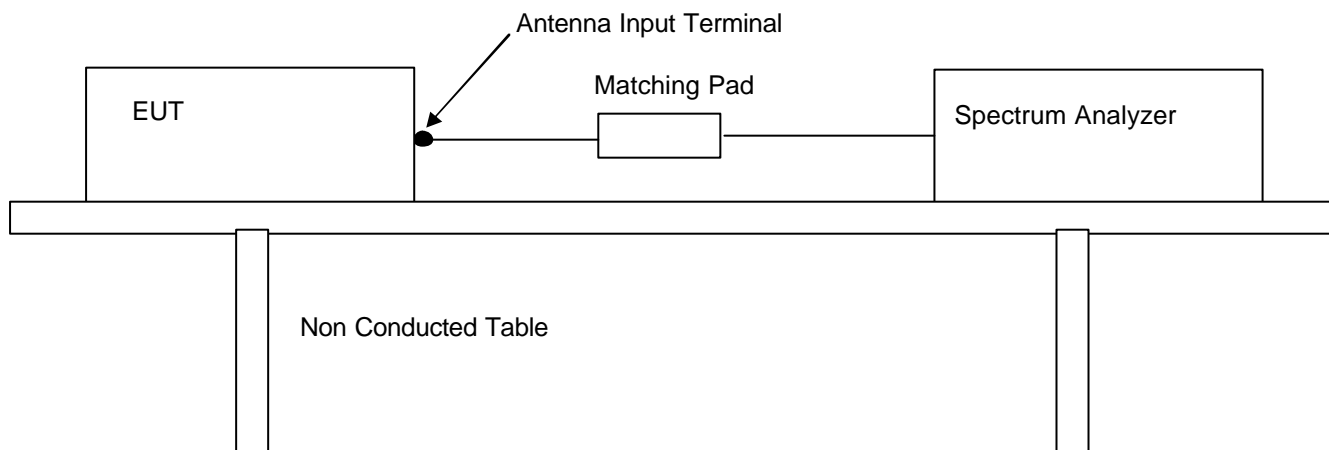 Antenna Input Terminal
Matching Pad
EUT
Spectrum Analyzer
Non Conducted Table